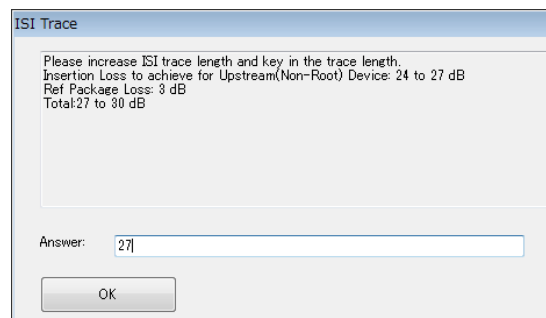 ISI Trace
Please increase ISI trace length and key in the trace length.
Insertion Loss to achieve for Upstream(Non-Root) Device: 24 to 27 dB
Ref Package Loss: 3 dB
Total:27 to 30 dB
Answer: 27
OK